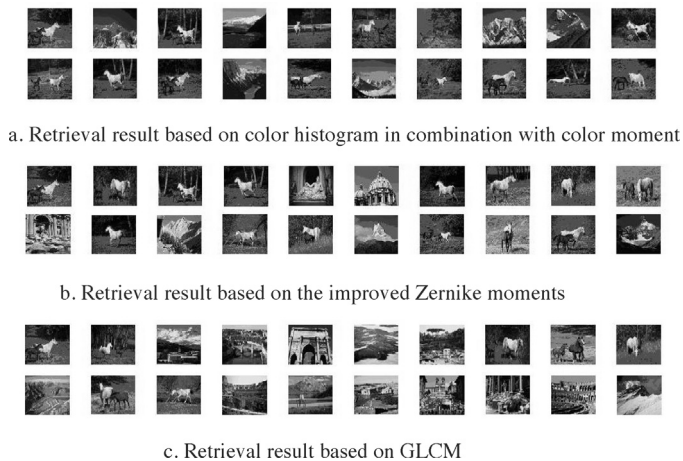 a. Retrieval result based on color histogram in combination with color moment
b. Retrieval result based on the improved Zernike moments
c. Retrieval result based on GLCM